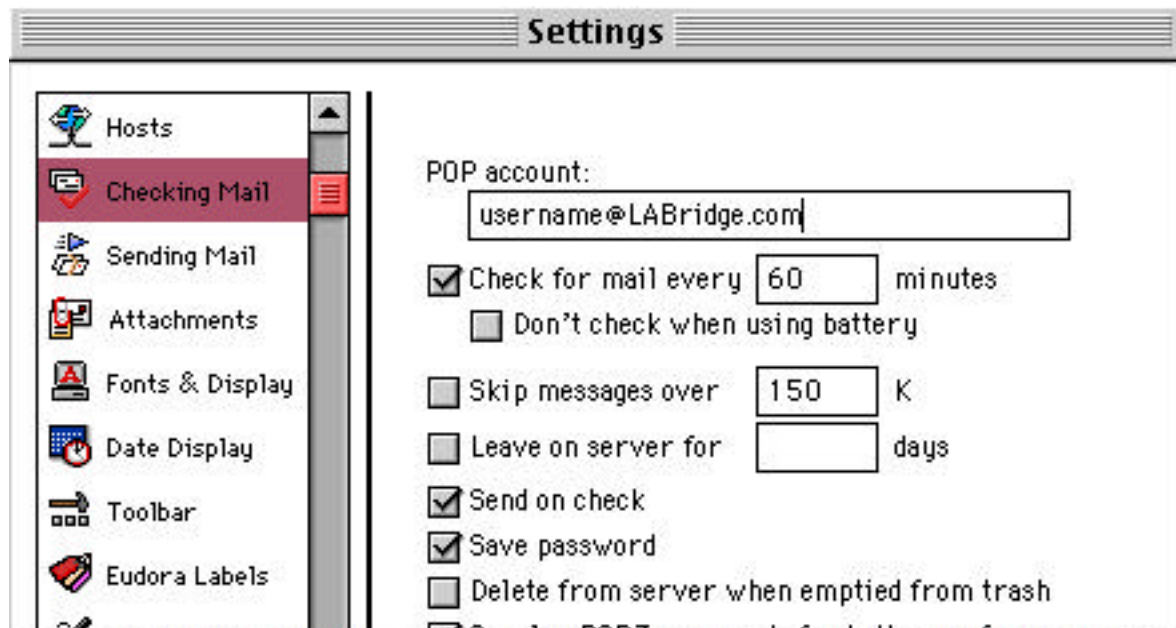 Settings
Hosts
Checking Mail
Sending Mail
Attachments
Fonts & Display
Date Display
Toolbar
Eudora Labels
POP account:
username@LABridge.com
Check for mail every 60 minutes
Don't check when using battery
Skip messages over 150 K
Leave on server for days
Send on check
Save password
Delete from server when emptied from trash